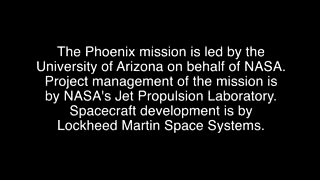 The Phoenix mission is led by the
University of Arizona on behalf of NASA.
Project management of the mission is
by NASA's Jet Propulsion Laboratory.
Spacecraft development is by
Lockheed Martin Space Systems.